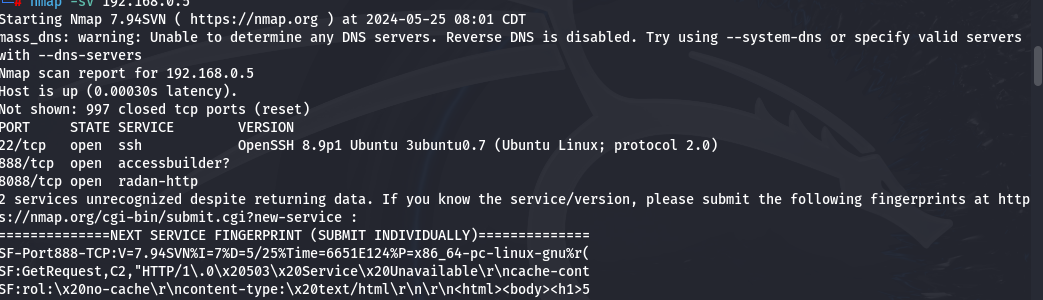 # nmap -sV 192.168.0.5
Starting Nmap 7.94SVN ( https://nmap.org ) at 2024-05-25 08:01 CDT
mass_dns: warning: Unable to determine any DNS servers. Reverse DNS is disabled. Try using --system-dns or specify valid servers
with --dns-servers
Nmap scan report for 192.168.0.5
Host is up (0.00030s latency).
Not shown: 997 closed tcp ports (reset)
PORT     STATE SERVICE        VERSION
22/tcp   open  ssh            OpenSSH 8.9p1 Ubuntu 3ubuntu0.7 (Ubuntu Linux; protocol 2.0)
888/tcp  open  accessbuilder?
8088/tcp open  radan-http
2 services unrecognized despite returning data. If you know the service/version, please submit the following fingerprints at http
s://nmap.org/cgi-bin/submit.cgi?new-service :
==============NEXT SERVICE FINGERPRINT (SUBMIT INDIVIDUALLY)==============
SF-Port888-TCP:V=7.94SVN%I=7%D=5/25%Time=6651E124%P=x86_64-pc-linux-gnu%r(
SF:GetRequest,C2,"HTTP/1\.0\x20503\x20Service\x20Unavailable\r\ncache-cont
SF:rol:\x20no-cache\r\ncontent-type:\x20text/html\r\n\r\n<html><body><h1>5